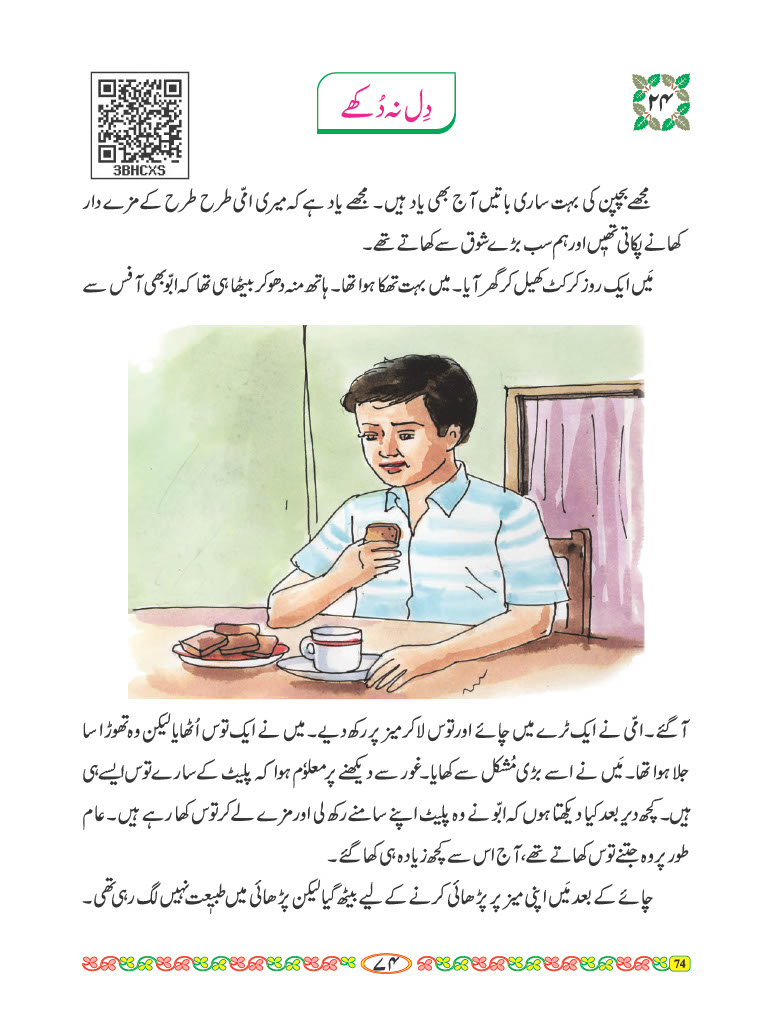 3BHCXS
دِل نہ دُکھے
۲۴
مجھے بچپن کی بہت ساری باتیں آج بھی یاد ہیں۔ مجھے یاد ہے کہ میری امّی طرح طرح کے مزے دار
کھانے پکاتی تھیں اور ہم سب بڑے شوق سے کھاتے تھے۔
مَیں ایک روز کرکٹ کھیل کر گھر آیا۔ میں بہت تھکا ہوا تھا۔ ہاتھ منہ دھو کر بیٹھا ہی تھا کہ ابّو بھی آفس سے
آگئے۔ امّی نے ایک ٹرے میں چائے اور توس لا کر میز پر رکھ دیے۔ میں نے ایک توس اُٹھایا لیکن وہ تھوڑا سا
جلا ہوا تھا۔ مَیں نے اسے بڑی مُشکل سے کھایا۔ غور سے دیکھنے پر معلوٗم ہوا کہ پلیٹ کے سارے توس ایسے ہی
ہیں۔ کچھ دیر بعد کیا دیکھتا ہوں کہ ابّو نے وہ پلیٹ اپنے سامنے رکھ لی اور مزے لے کر توس کھا رہے ہیں۔ عام
طور پر وہ جتنے توس کھاتے تھے، آج اس سے کچھ زیادہ ہی کھا گئے۔
چائے کے بعد مَیں اپنی میز پر پڑھائی کرنے کے لیے بیٹھ گیا لیکن پڑھائی میں طبیعت نہیں لگ رہی تھی۔
۷۴
74